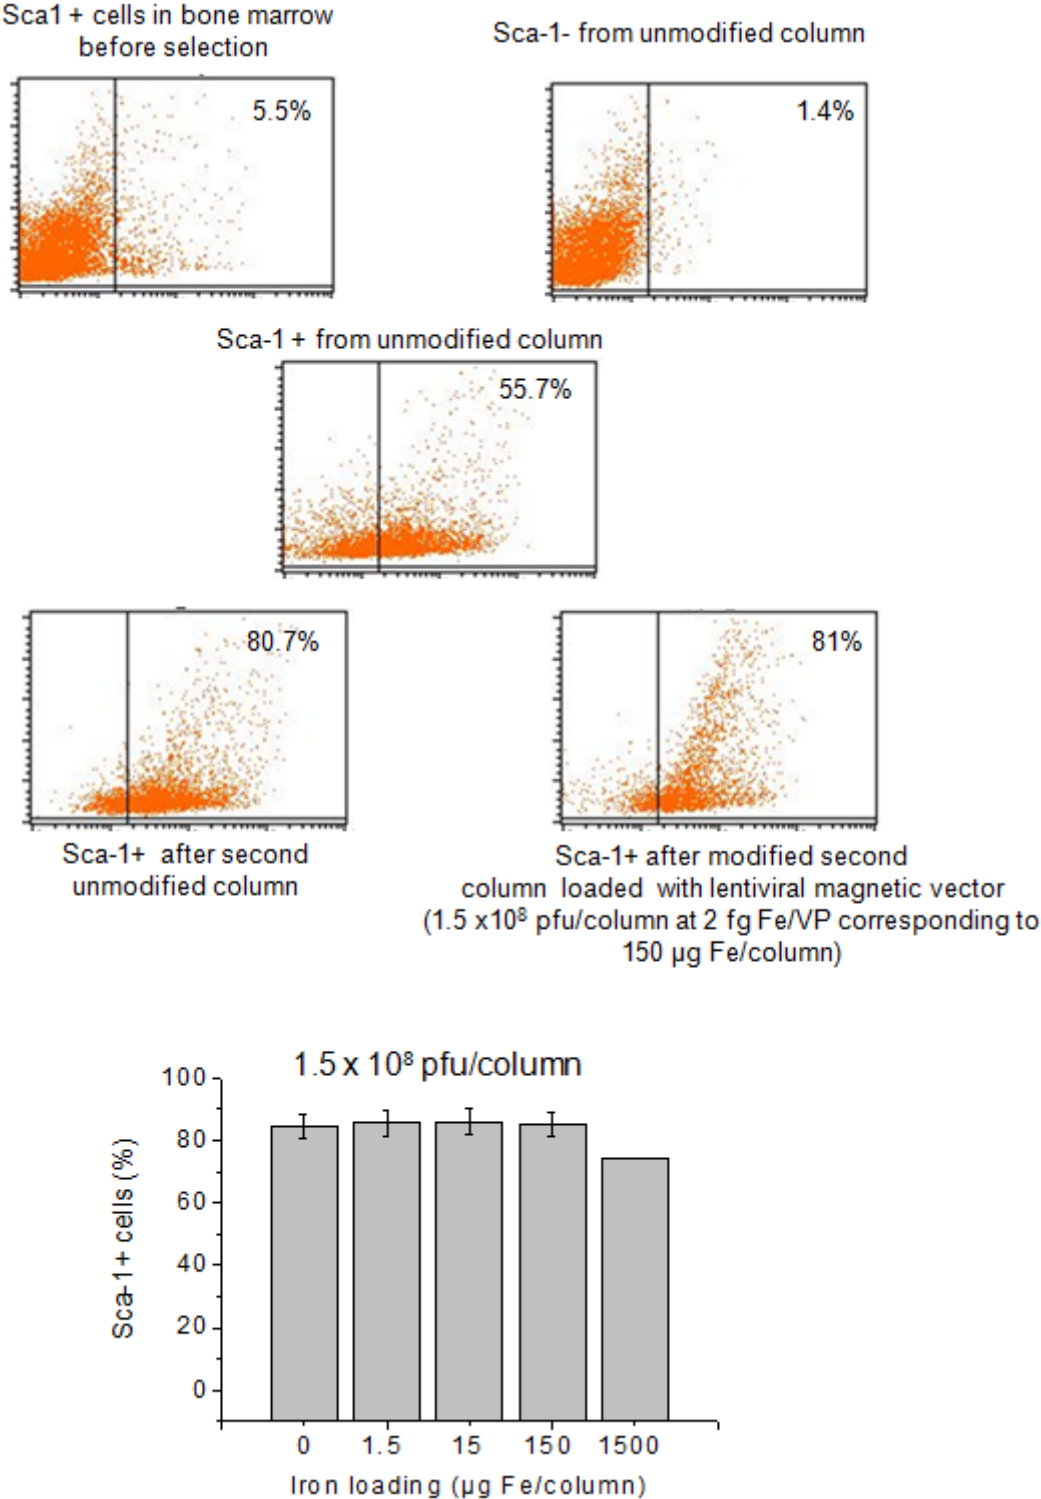 Sca1 + cells in bone marrow
before selection
Sca-1- from unmodified column
5.5%
1.4%
Sca-1 + from unmodified column
55.7%
80.7%
81%
Sca-1+ after second
unmodified column
Sca-1+ after modified second
column loaded with lentiviral magnetic vector
(1.5 x10⁸ pfu/column at 2 fg Fe/VP corresponding to
150 µg Fe/column)
1.5 x 10⁸ pfu/column
100
80
60
40
20
0
Sca-1+ cells (%)
0 1.5 15 150 1500
Iron loading (µg Fe/column)